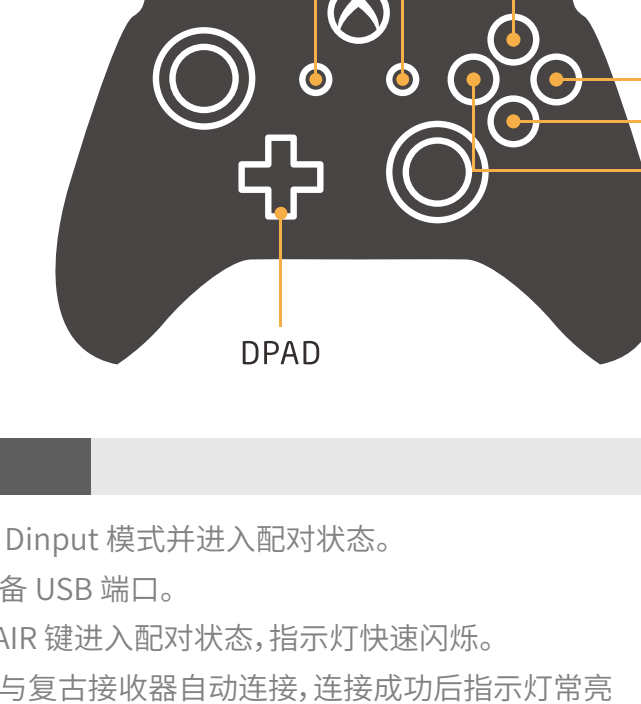 DPAD
Dinput 模式并进入配对状态。
备 USB 端口。
AIR 键进入配对状态,指示灯快速闪烁。
与复古接收器自动连接,连接成功后指示灯常亮